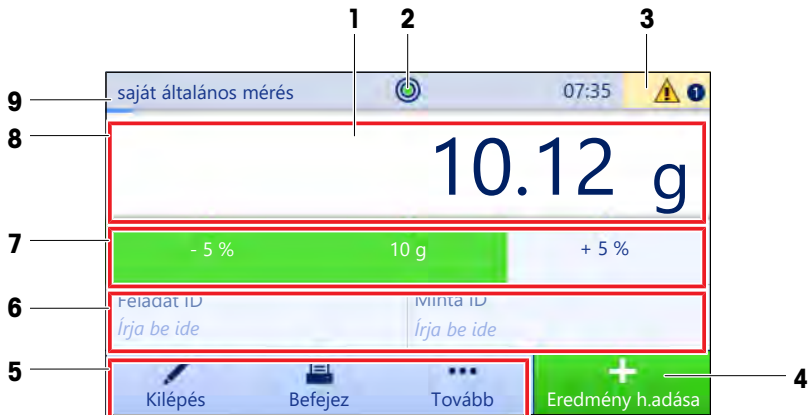 1 2 3
9 saját általános mérés 07:35 1
8 10.12 g
7 - 5 % 10 g + 5 %
6 Feladat ID Minta ID
Írja be ide Írja be ide
5 Kilépés Befejez Tovább Eredmény h.adása 4